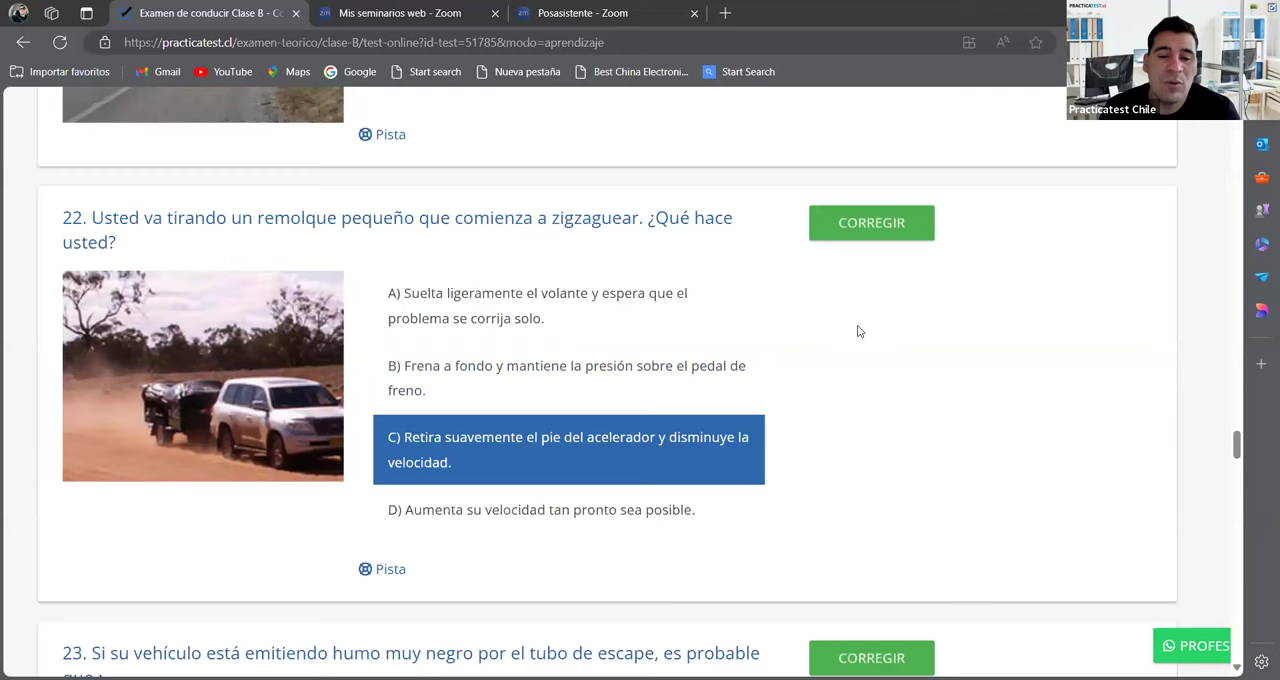 Examen de conducir Clase B - Co
Mis seminarios web - Zoom
Posasistente - Zoom
https://practicatest.cl/examen-teorico/clase-B/test-online?id-test=51785&modo=aprendizaje
Importar favoritos
Gmail
YouTube
Maps
Google
Start search
Nueva pestaña
Best China Electroni...
Start Search
PRACTICATEST.cl
Practicatest Chile
Pista
22. Usted va tirando un remolque pequeño que comienza a zigzaguear. ¿Qué hace
usted?
CORREGIR
A) Suelta ligeramente el volante y espera que el
problema se corrija solo.
B) Frena a fondo y mantiene la presión sobre el pedal de
freno.
C) Retira suavemente el pie del acelerador y disminuye la
velocidad.
D) Aumenta su velocidad tan pronto sea posible.
Pista
23. Si su vehículo está emitiendo humo muy negro por el tubo de escape, es probable
CORREGIR
PROFES